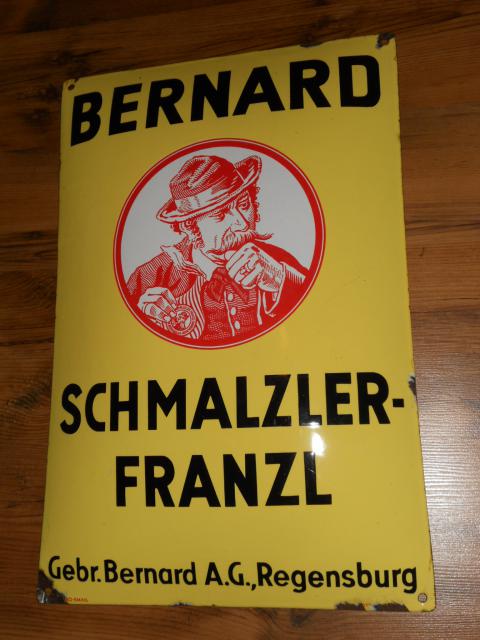 BERNARD
SCHMALZLER-
FRANZL
Gebr. Bernard A.G., Regensburg